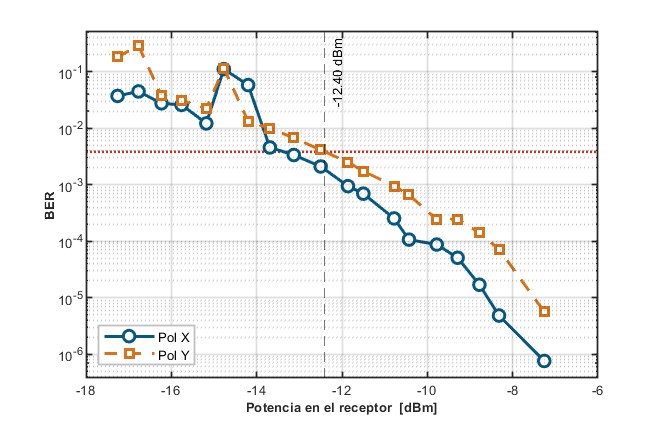 -12.40 dBm
10^-1
10^-2
10^-3
10^-4
10^-5
10^-6
BER
Pol X
Pol Y
-18
-16
-14
-12
-10
-8
-6
Potencia en el receptor [dBm]